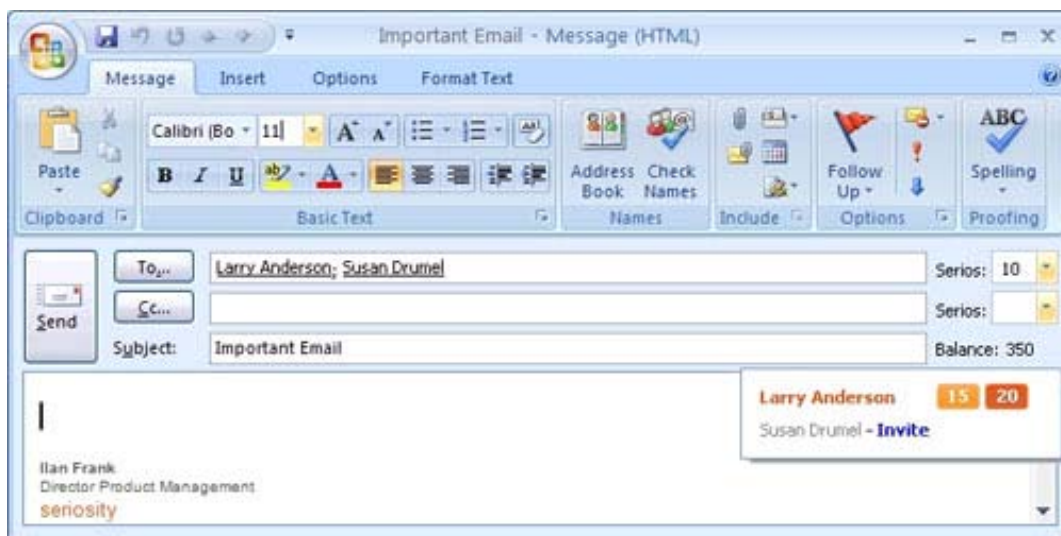 Important Email - Message (HTML)
Message Insert Options Format Text
Calibri (Bo 11 A A
ABC
Paste
B I U ab A
Address Book
Check Names
Follow Up
Spelling
Clipboard Basic Text Names Include Options Proofing
To... Larry Anderson; Susan Drumel Serios: 10
Send
Cc... Serios:
Subject: Important Email Balance: 350
Larry Anderson 15 20
Susan Drumel - Invite
Ilan Frank
Director Product Management
seriosity